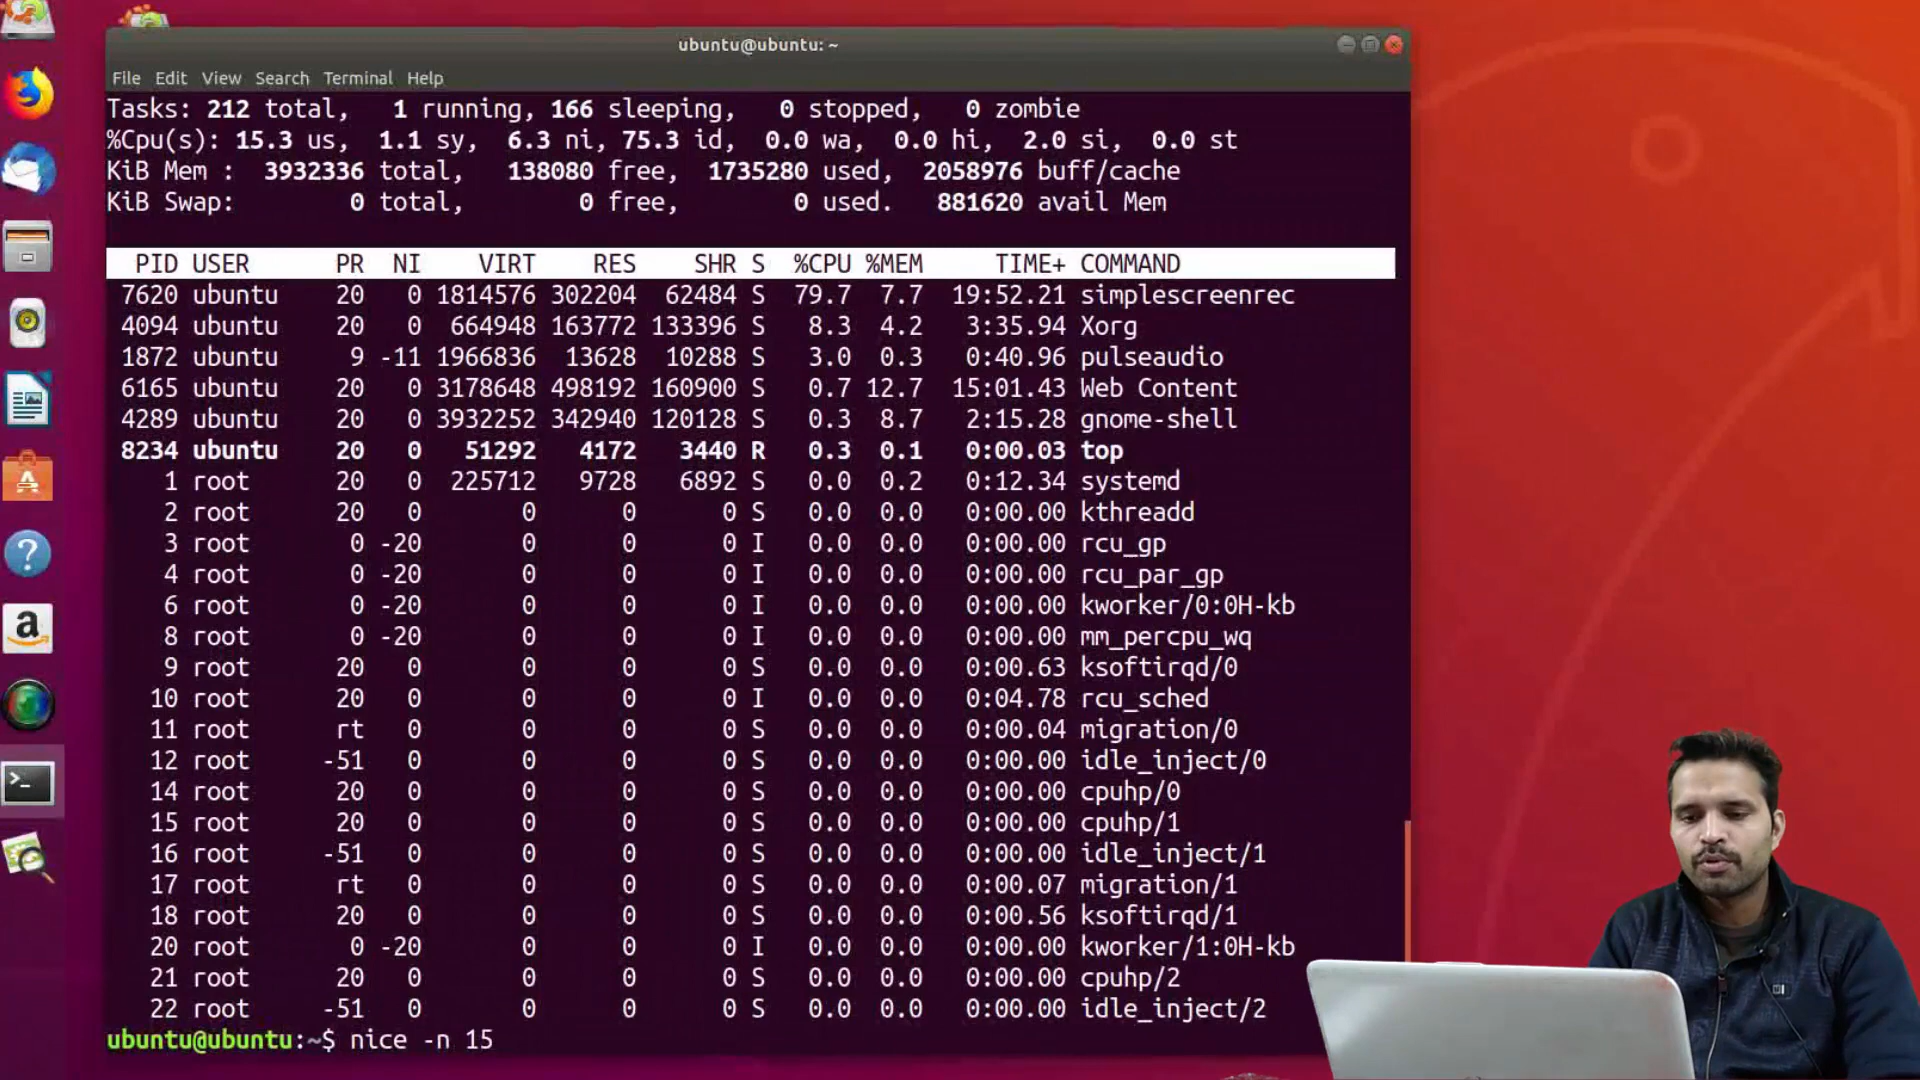 ubuntu@ubuntu: ~
File Edit View Search Terminal Help
Tasks: 212 total, 1 running, 166 sleeping, 0 stopped, 0 zombie
%Cpu(s): 15.3 us, 1.1 sy, 6.3 ni, 75.3 id, 0.0 wa, 0.0 hi, 2.0 si, 0.0 st
KiB Mem : 3932336 total, 138080 free, 1735280 used, 2058976 buff/cache
KiB Swap: 0 total, 0 free, 0 used. 881620 avail Mem
PID USER PR NI VIRT RES SHR S %CPU %MEM TIME+ COMMAND
7620 ubuntu 20 0 1814576 302204 62484 S 79.7 7.7 19:52.21 simplescreenrec
4094 ubuntu 20 0 664948 163772 133396 S 8.3 4.2 3:35.94 Xorg
1872 ubuntu 9 -11 1966836 13628 10288 S 3.0 0.3 0:40.96 pulseaudio
6165 ubuntu 20 0 3178648 498192 160900 S 0.7 12.7 15:01.43 Web Content
4289 ubuntu 20 0 3932252 342940 120128 S 0.3 8.7 2:15.28 gnome-shell
8234 ubuntu 20 0 51292 4172 3440 R 0.3 0.1 0:00.03 top
1 root 20 0 225712 9728 6892 S 0.0 0.2 0:12.34 systemd
2 root 20 0 0 0 0 S 0.0 0.0 0:00.00 kthreadd
3 root 0 -20 0 0 0 I 0.0 0.0 0:00.00 rcu_gp
4 root 0 -20 0 0 0 I 0.0 0.0 0:00.00 rcu_par_gp
6 root 0 -20 0 0 0 I 0.0 0.0 0:00.00 kworker/0:0H-kb
8 root 0 -20 0 0 0 I 0.0 0.0 0:00.00 mm_percpu_wq
9 root 20 0 0 0 0 S 0.0 0.0 0:00.63 ksoftirqd/0
10 root 20 0 0 0 0 I 0.0 0.0 0:04.78 rcu_sched
11 root rt 0 0 0 0 S 0.0 0.0 0:00.04 migration/0
12 root -51 0 0 0 0 S 0.0 0.0 0:00.00 idle_inject/0
14 root 20 0 0 0 0 S 0.0 0.0 0:00.00 cpuhp/0
15 root 20 0 0 0 0 S 0.0 0.0 0:00.00 cpuhp/1
16 root -51 0 0 0 0 S 0.0 0.0 0:00.00 idle_inject/1
17 root rt 0 0 0 0 S 0.0 0.0 0:00.07 migration/1
18 root 20 0 0 0 0 S 0.0 0.0 0:00.56 ksoftirqd/1
20 root 0 -20 0 0 0 I 0.0 0.0 0:00.00 kworker/1:0H-kb
21 root 20 0 0 0 0 S 0.0 0.0 0:00.00 cpuhp/2
22 root -51 0 0 0 0 S 0.0 0.0 0:00.00 idle_inject/2
ubuntu@ubuntu:~$ nice -n 15